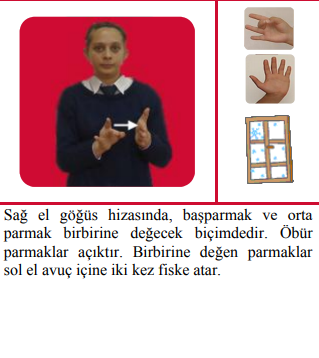 Sağ el göğüs hizasında, başparmak ve orta
parmak birbirine değecek biçimdedir. Öbür
parmaklar açıktır. Birbirine değen parmaklar
sol el avuç içine iki kez fiske atar.